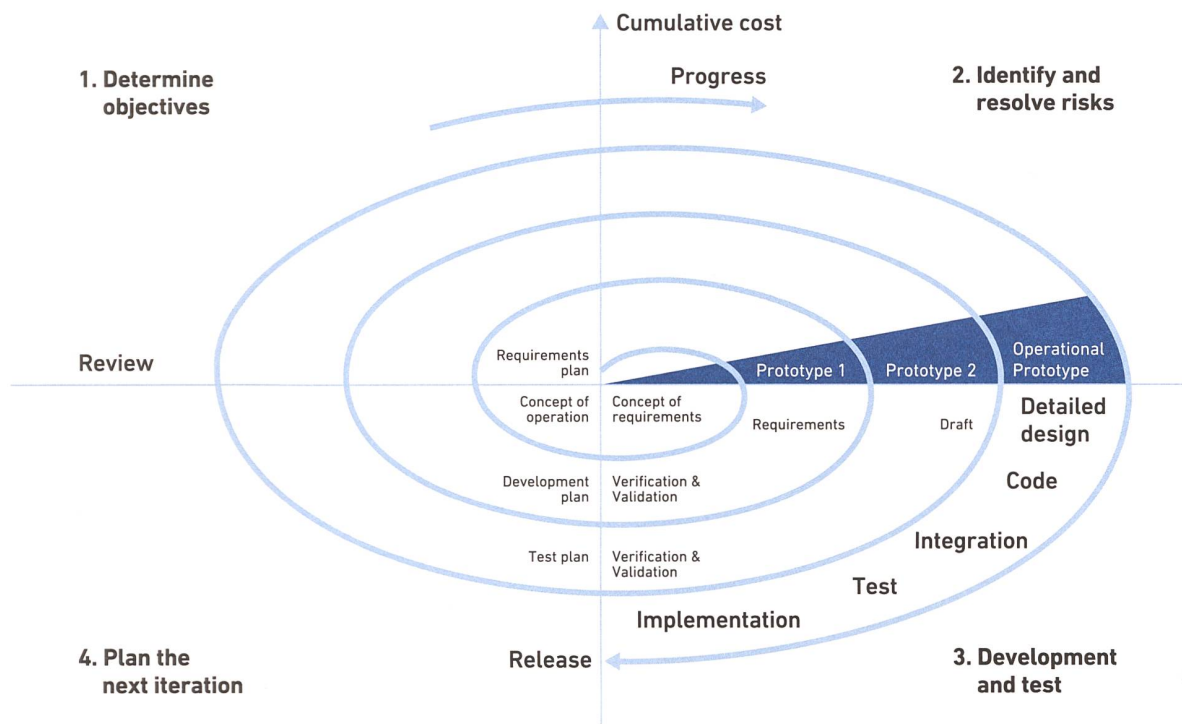 Cumulative cost
Progress
1. Determine
objectives
2. Identify and
resolve risks
Review
Requirements
plan
Prototype 1
Prototype 2
Operational
Prototype
Concept of
operation
Concept of
requirements
Requirements
Draft
Detailed
design
Development
plan
Verification &
Validation
Code
Test plan
Verification &
Validation
Integration
Test
Implementation
Release
4. Plan the
next iteration
3. Development
and test